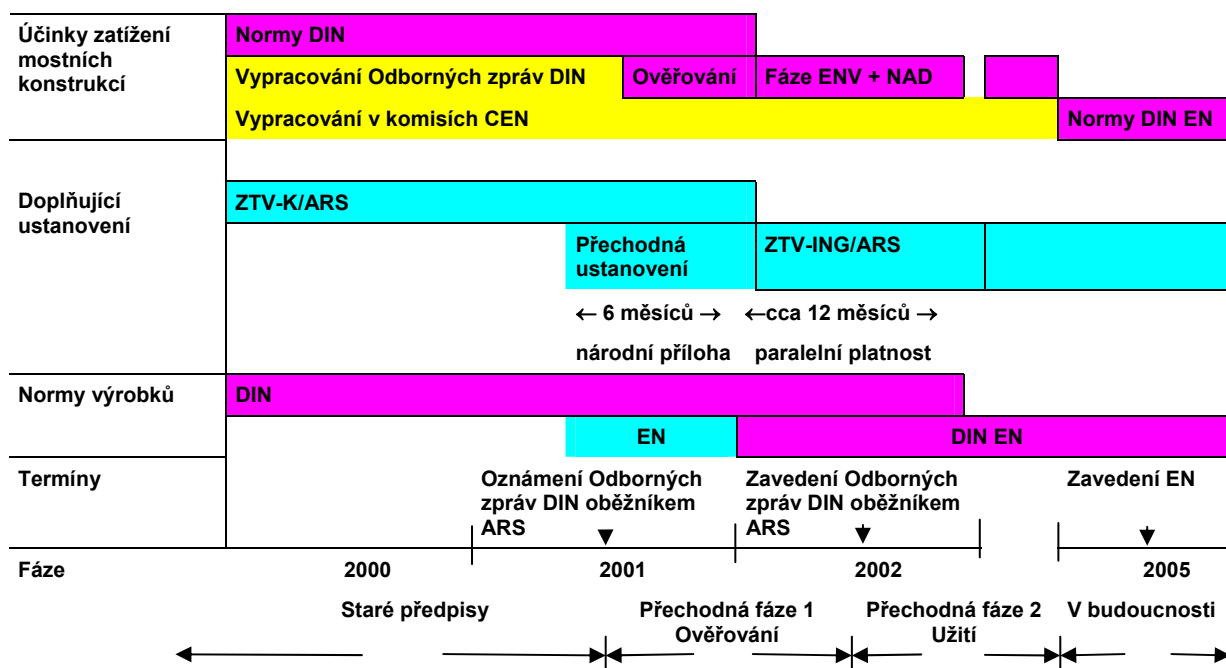 Účinky zatížení
mostních
konstrukcí
Normy DIN
Vypracování Odborných zpráv DIN
Ověřování
Fáze ENV + NAD
Vypracování v komisích CEN
Normy DIN EN
Doplňující
ustanovení
ZTV-K/ARS
Přechodná
ustanovení
ZTV-ING/ARS
← 6 měsíců →
←cca 12 měsíců →
národní příloha
paralelní platnost
Normy výrobků
DIN
EN
DIN EN
Termíny
Oznámení Odborných
zpráv DIN oběžníkem
ARS
Zavedení Odborných
zpráv DIN oběžníkem
ARS
Zavedení EN
Fáze
2000
2001
2002
2005
Staré předpisy
Přechodná fáze 1
Ověřování
Přechodná fáze 2
Užití
V budoucnosti